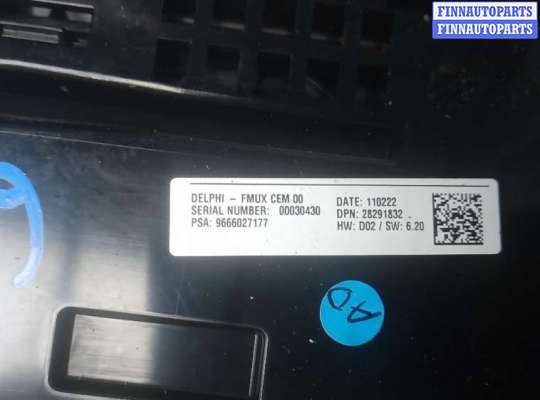 FINNAUTOPARTS
FINNAUTOPARTS
DELPHI - FMUX CEM 00
SERIAL NUMBER: 00030430
PSA: 9666027177
DATE: 110222
DPN: 28291832
HW: D02 / SW: 6.20
AD